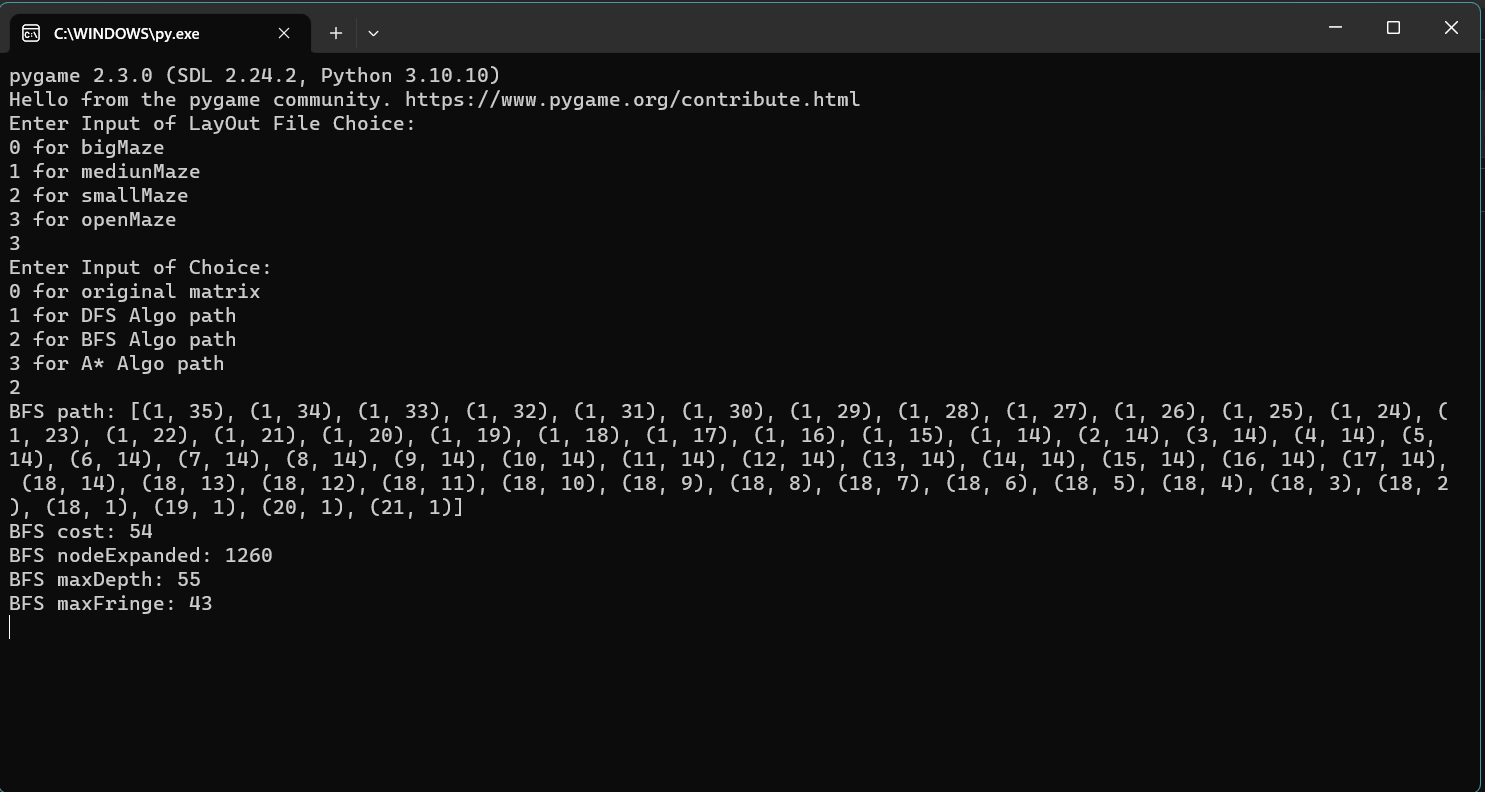 C:\WINDOWS\py.exe
pygame 2.3.0 (SDL 2.24.2, Python 3.10.10)
Hello from the pygame community. https://www.pygame.org/contribute.html
Enter Input of LayOut File Choice:
0 for bigMaze
1 for mediunMaze
2 for smallMaze
3 for openMaze
3
Enter Input of Choice:
0 for original matrix
1 for DFS Algo path
2 for BFS Algo path
3 for A* Algo path
2
BFS path: [(1, 35), (1, 34), (1, 33), (1, 32), (1, 31), (1, 30), (1, 29), (1, 28), (1, 27), (1, 26), (1, 25), (1, 24), (
1, 23), (1, 22), (1, 21), (1, 20), (1, 19), (1, 18), (1, 17), (1, 16), (1, 15), (1, 14), (2, 14), (3, 14), (4, 14), (5,
14), (6, 14), (7, 14), (8, 14), (9, 14), (10, 14), (11, 14), (12, 14), (13, 14), (14, 14), (15, 14), (16, 14), (17, 14),
 (18, 14), (18, 13), (18, 12), (18, 11), (18, 10), (18, 9), (18, 8), (18, 7), (18, 6), (18, 5), (18, 4), (18, 3), (18, 2
), (18, 1), (19, 1), (20, 1), (21, 1)]
BFS cost: 54
BFS nodeExpanded: 1260
BFS maxDepth: 55
BFS maxFringe: 43